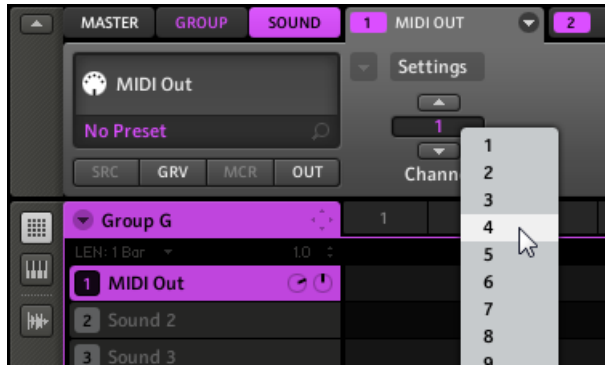 MASTER GROUP SOUND 1 MIDI OUT 2
MIDI Out
Settings
No Preset
1
SRC GRV MCR OUT
Chann
1
2
3
4
5
6
7
8
9
Group G
1
LEN: 1 Bar 1.0
1 MIDI Out
2 Sound 2
3 Sound 3